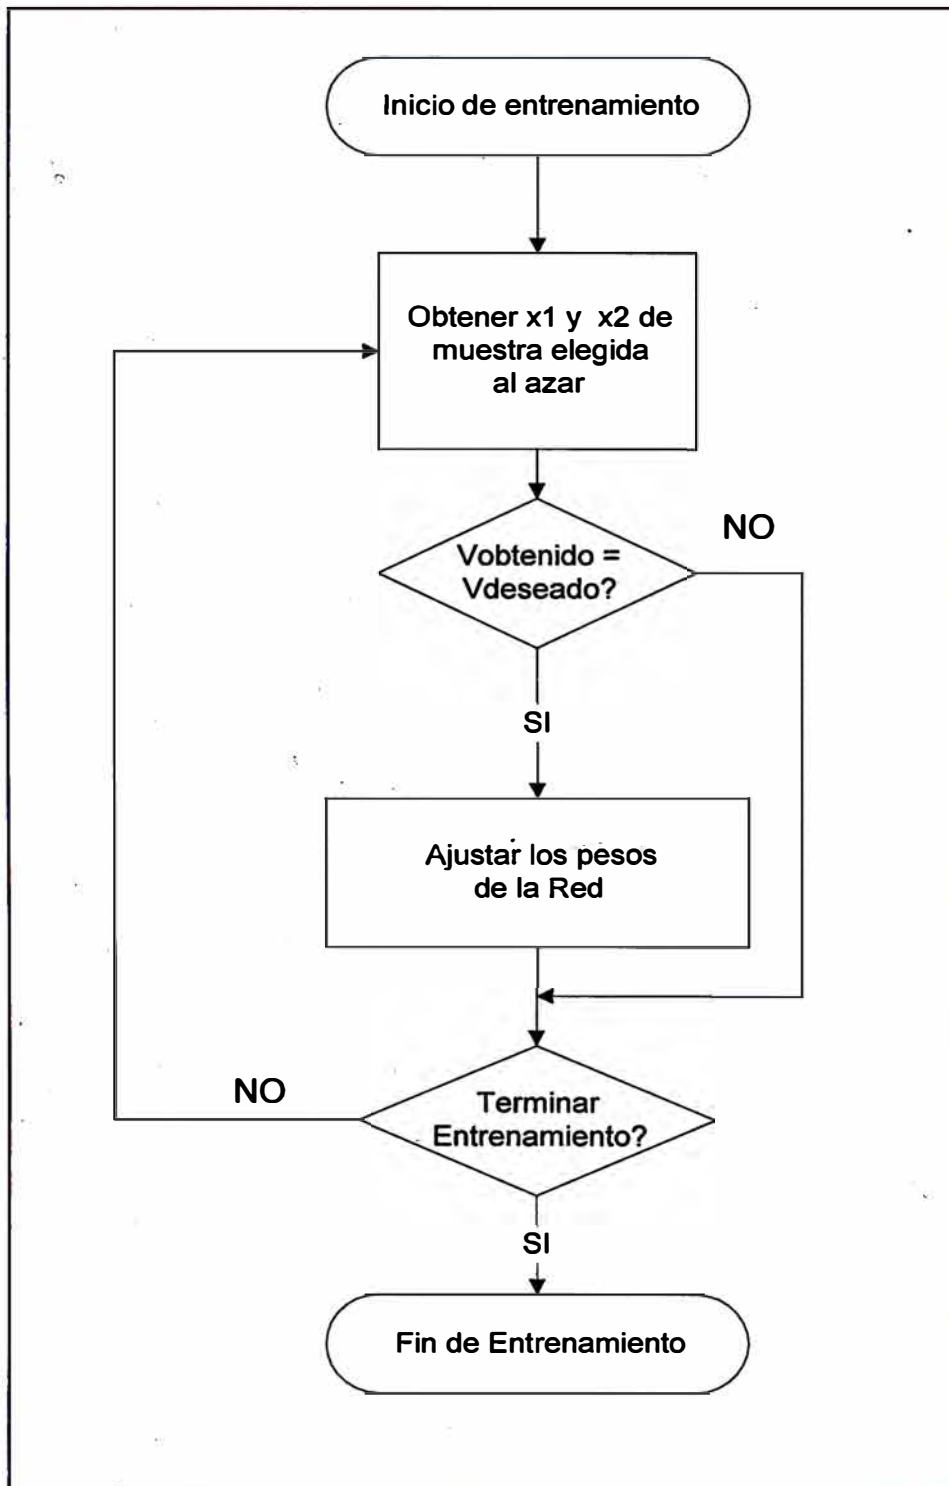 Inicio de entrenamiento
Obtener x1 y x2 de
muestra elegida
al azar
NO
Vobtenido =
Vdeseado?
SI
Ajustar los pesos
de la Red
NO
Terminar
Entrenamiento?
SI
Fin de Entrenamiento